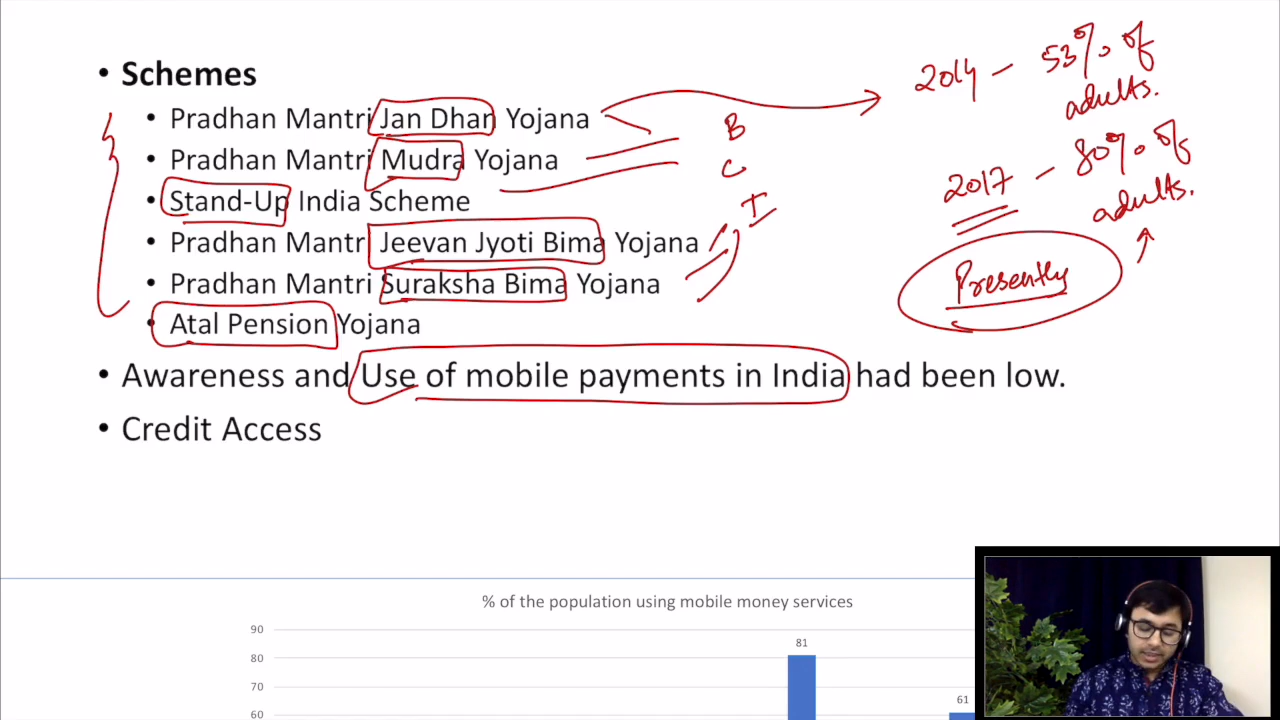 • Schemes
• Pradhan Mantri Jan Dhan Yojana
• Pradhan Mantri Mudra Yojana
• Stand-Up India Scheme
• Pradhan Mantri Jeevan Jyoti Bima Yojana
• Pradhan Mantri Suraksha Bima Yojana
• Atal Pension Yojana
• Awareness and Use of mobile payments in India had been low.
• Credit Access
B
C
I
2014 – 53% of
adults.
2017 – 80% of
adults.
Presently
% of the population using mobile money services
90
81
80
70
61
60